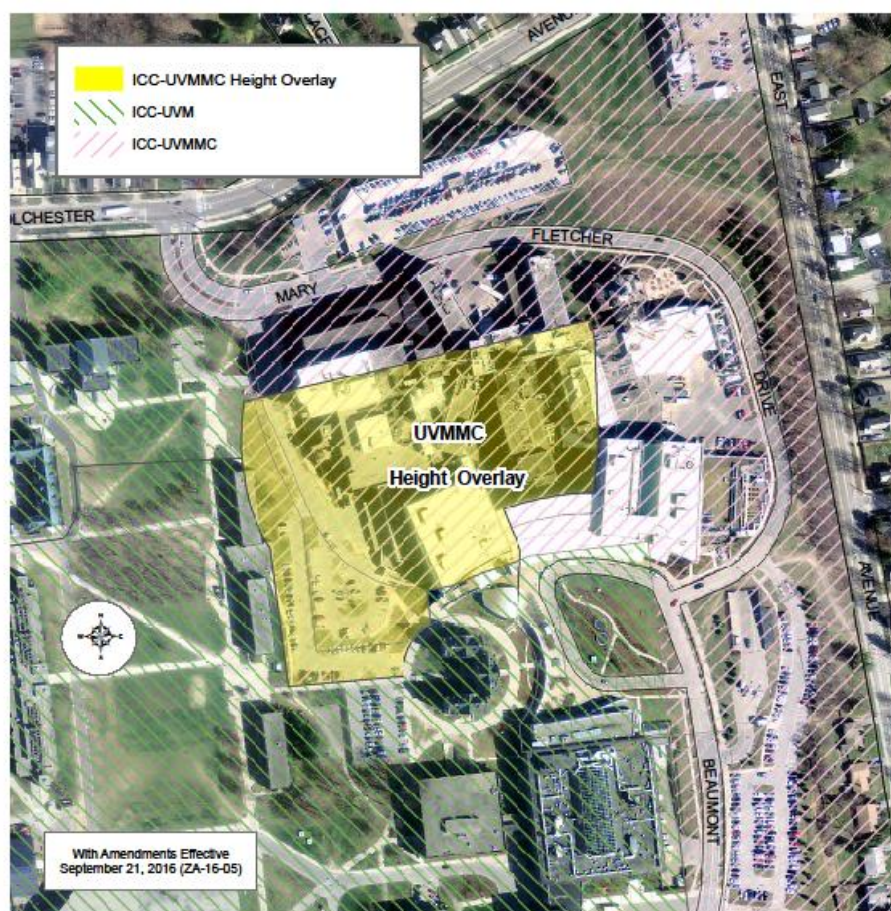 ICC-UVMMC Height Overlay
ICC-UVM
ICC-UVMMC
PLACE
AVENUE
EAST
OLCHESTER
FLETCHER
MARY
DRIVE
UVMMC
Height Overlay
AVENUE
BEAUMONT
With Amendments Effective
September 21, 2016 (ZA-16-05)